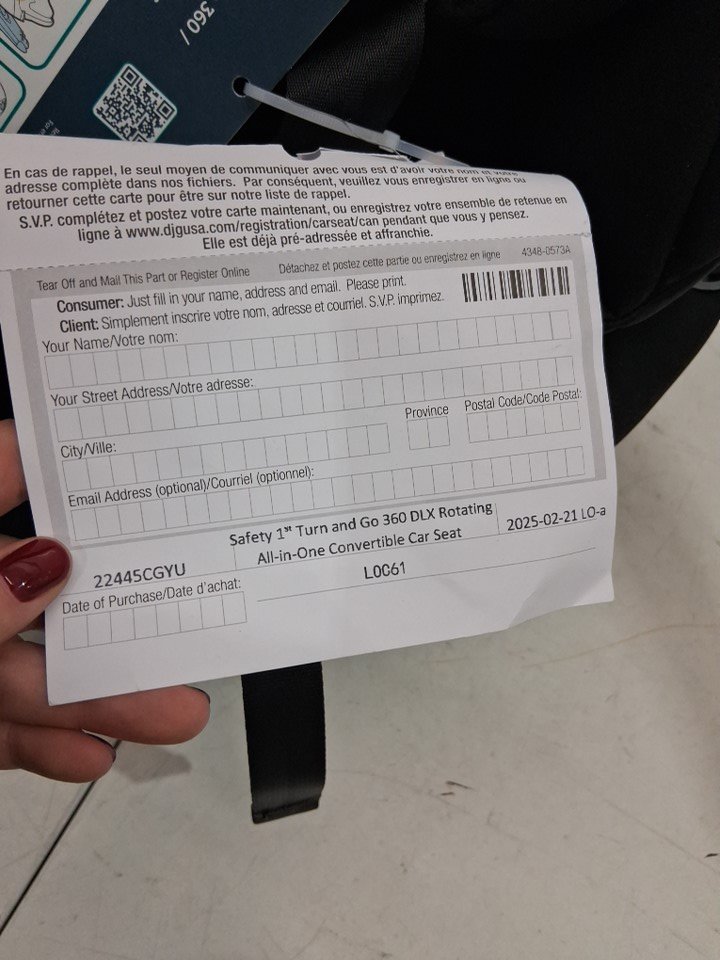 360 /
En cas de rappel, le seul moyen de communiquer avec vous est d'avoir votre nom et votre
adresse complète dans nos fichiers. Par conséquent, veuillez vous enregistrer en ligne ou
retourner cette carte pour être sur notre liste de rappel.
S.V.P. complétez et postez votre carte maintenant, ou enregistrez votre ensemble de retenue en
ligne à www.djgusa.com/registration/carseat/can pendant que vous y pensez.
Elle est déjà pré-adressée et affranchie.
Tear Off and Mail This Part or Register Online Détachez et postez cette partie ou enregistrez en ligne 4348-0573A
Consumer: Just fill in your name, address and email. Please print.
Client: Simplement inscrire votre nom, adresse et courriel. S.V.P. imprimez.
Your Name/Votre nom:
Your Street Address/Votre adresse:
City/Ville: Province Postal Code/Code Postal:
Email Address (optional)/Courriel (optionnel):
Safety 1st Turn and Go 360 DLX Rotating
22445CGYU All-in-One Convertible Car Seat 2025-02-21 LO-a
Date of Purchase/Date d'achat: L0C61